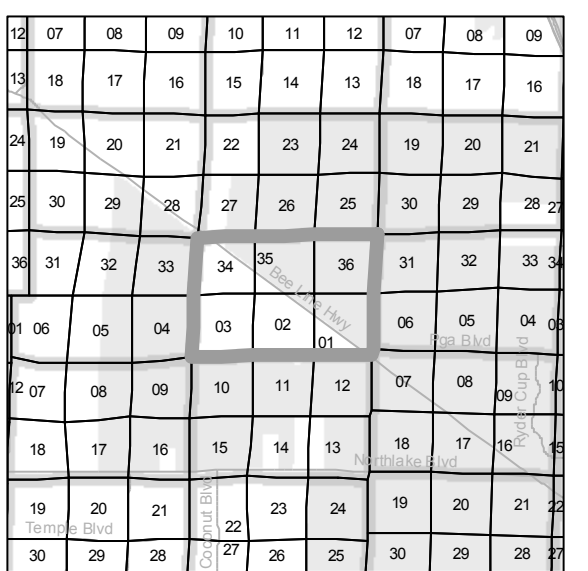 12 07 08 09 10 11 12 07 08 09
13 18 17 16 15 14 13 18 17 16
24 19 20 21 22 23 24 19 20 21
25 30 29 28 27 26 25 30 29 28 27
36 31 32 33 34 35 36 31 32 33 34
Bee Line Hwy
01 06 05 04 03 02 01 06 05 04 03
Pga Blvd
12 07 08 09 10 11 12 07 08 09 10
Ryder Cup Blvd
18 17 16 15 14 13 18 17 16 15
Northlake Blvd
19 20 21 22 23 24 19 20 21 22
Temple Blvd
Coconut Blvd
30 29 28 27 26 25 30 29 28 27